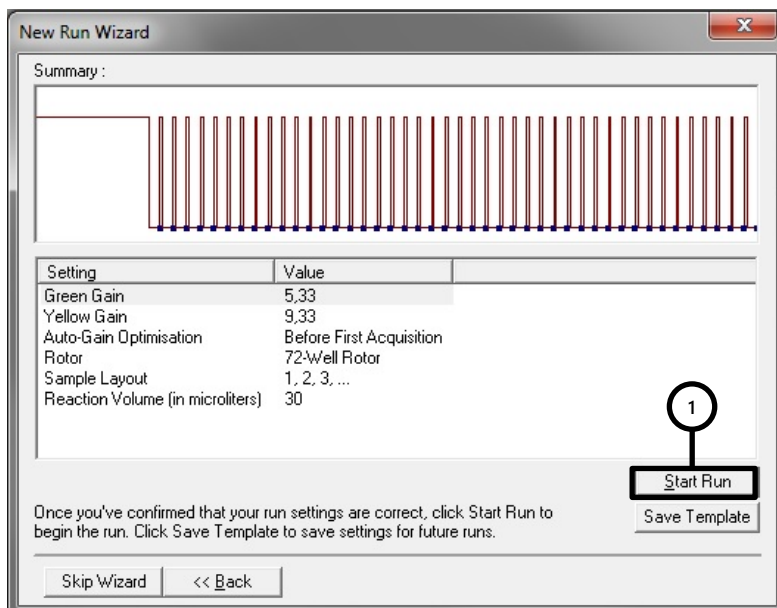 New Run Wizard
Summary :
Setting Value
Green Gain 5,33
Yellow Gain 9,33
Auto-Gain Optimisation Before First Acquisition
Rotor 72-Well Rotor
Sample Layout 1, 2, 3, ...
Reaction Volume (in microliters) 30
1
Start Run
Once you've confirmed that your run settings are correct, click Start Run to
begin the run. Click Save Template to save settings for future runs.
Save Template
Skip Wizard << Back